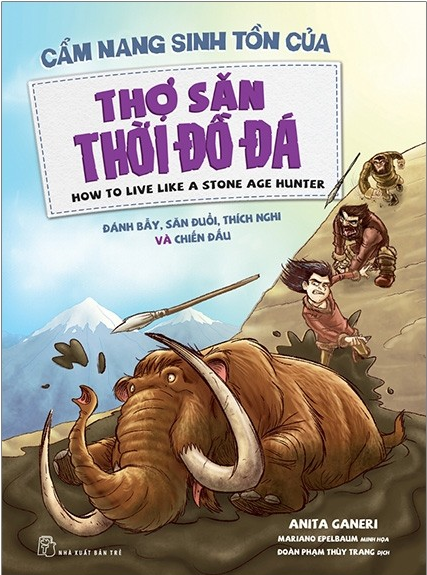 CẨM NANG SINH TỒN CỦA
THỢ SĂN
THỜI ĐỒ ĐÁ
HOW TO LIVE LIKE A STONE AGE HUNTER
ĐÁNH BẪY, SĂN ĐUỔI, THÍCH NGHI
VÀ CHIẾN ĐẤU
ANITA GANERI
MARIANO EPELBAUM MINH HỌA
ĐOÀN PHẠM THÙY TRANG DỊCH
NHÀ XUẤT BẢN TRẺ